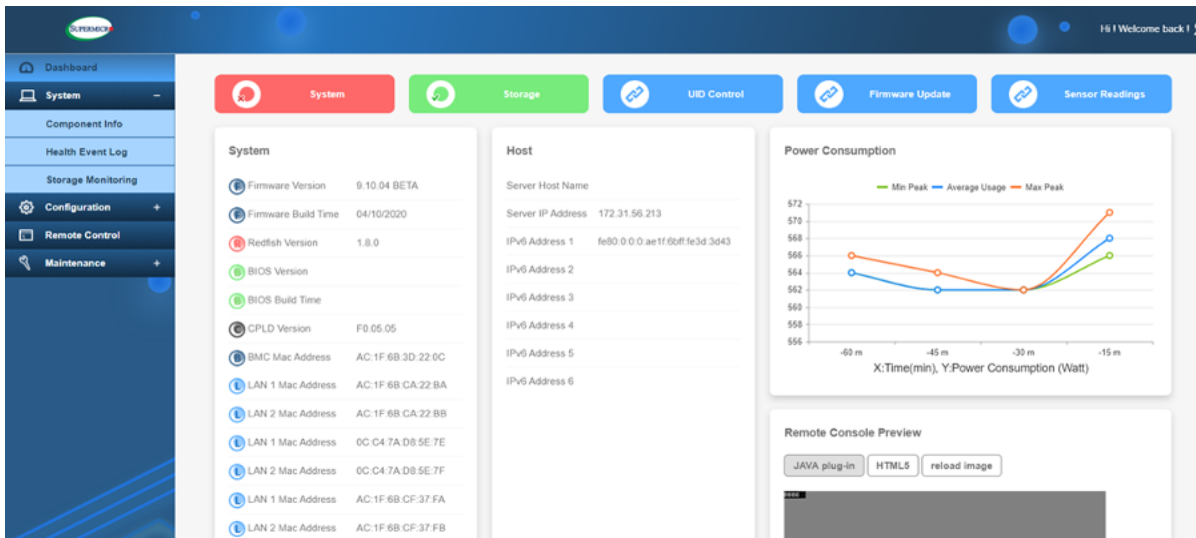 SUPERMICR
Hi ! Welcome back !
Dashboard
System −
Component Info
Health Event Log
Storage Monitoring
Configuration +
Remote Control
Maintenance +
System
Storage
UID Control
Firmware Update
Sensor Readings
System
Firmware Version 9.10.04 BETA
Firmware Build Time 04/10/2020
Redfish Version 1.8.0
BIOS Version
BIOS Build Time
CPLD Version F0.05.05
BMC Mac Address AC:1F:6B:3D:22:0C
LAN 1 Mac Address AC:1F:6B:CA:22:BA
LAN 2 Mac Address AC:1F:6B:CA:22:BB
LAN 1 Mac Address 0C:C4:7A:D8:5E:7E
LAN 2 Mac Address 0C:C4:7A:D8:5E:7F
LAN 1 Mac Address AC:1F:6B:CF:37:FA
LAN 2 Mac Address AC:1F:6B:CF:37:FB
Host
Server Host Name
Server IP Address 172.31.56.213
IPv6 Address 1 fe80:0:0:0:ae1f:6bff:fe3d:3d43
IPv6 Address 2
IPv6 Address 3
IPv6 Address 4
IPv6 Address 5
IPv6 Address 6
Power Consumption
Min Peak Average Usage Max Peak
572
570
568
566
564
562
560
558
556
-60 m -45 m -30 m -15 m
X:Time(min), Y:Power Consumption (Watt)
Remote Console Preview
JAVA plug-in HTML5 reload image